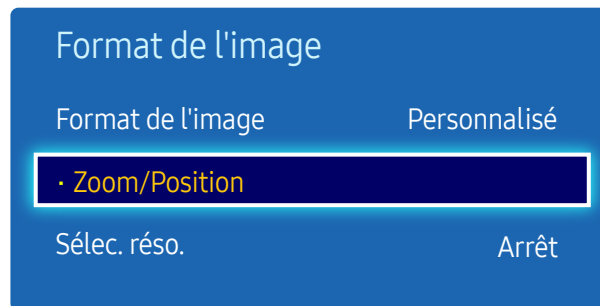 Format de l'image
Format de l'image Personnalisé
· Zoom/Position
Sélec. réso. Arrêt